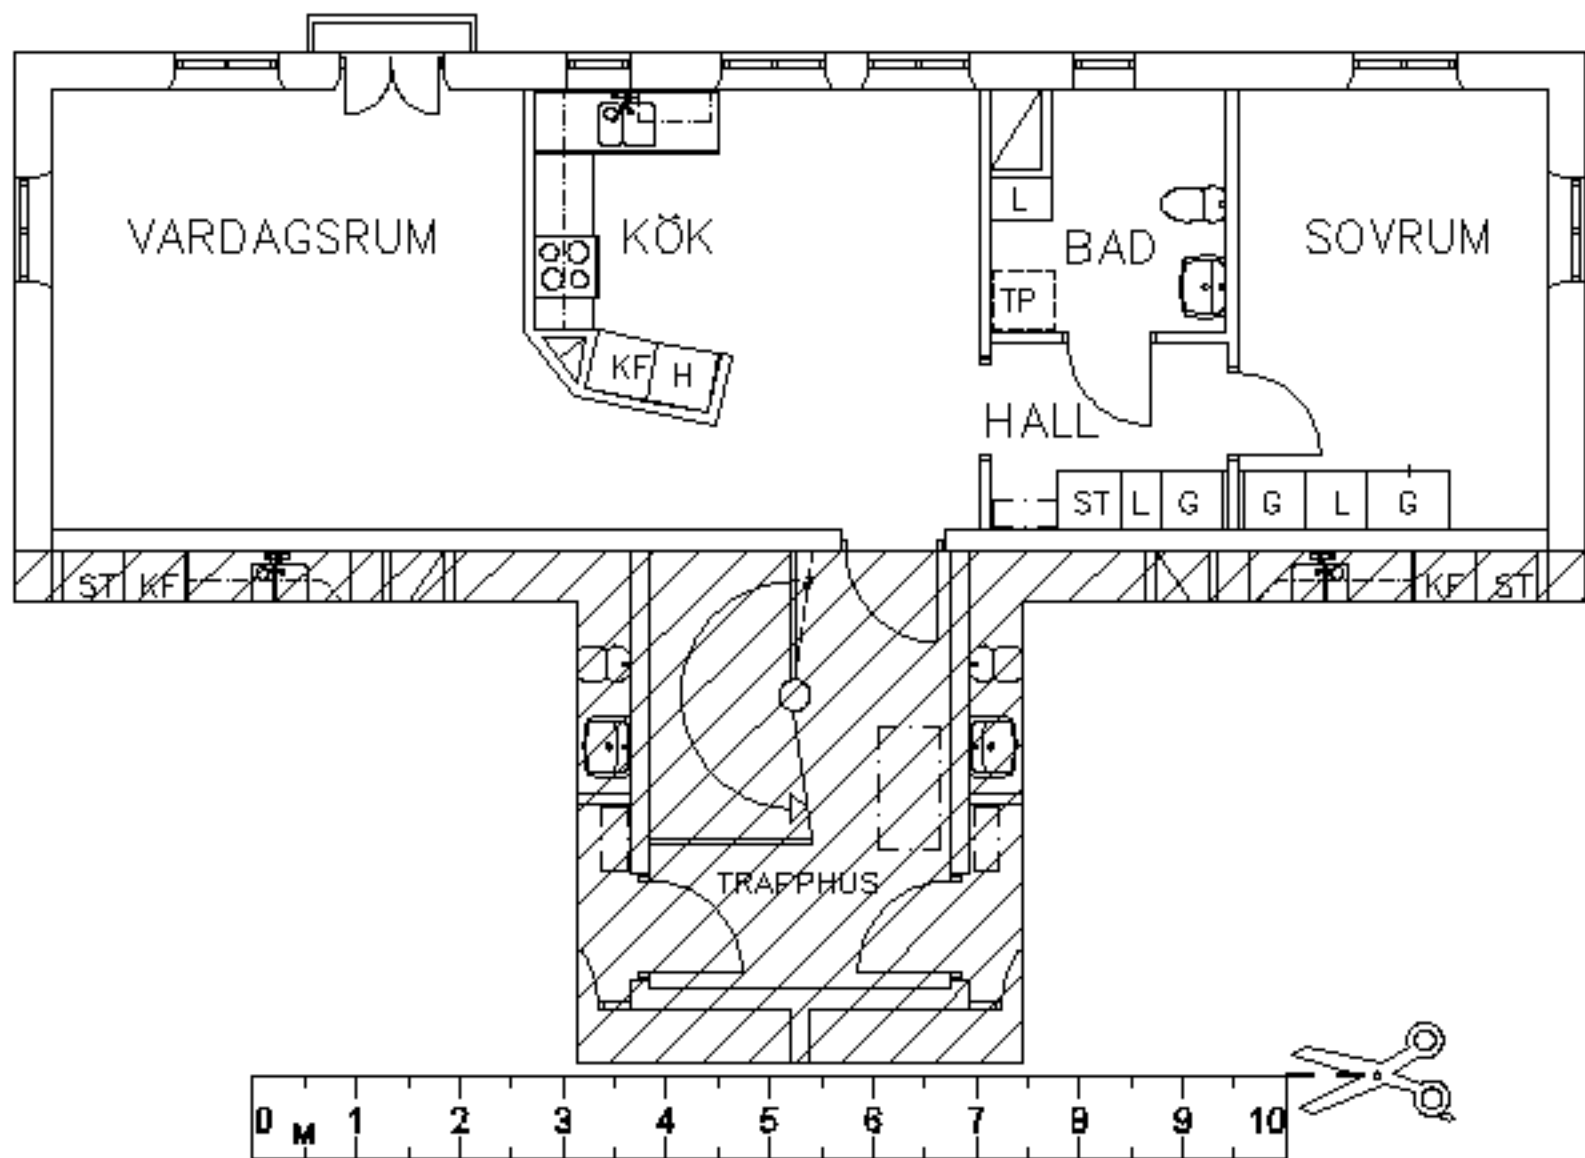 VARDAGSRUM
KÖK
L
BAD
SOVRUM
TP
KF H
HALL
ST L G G L G
ST KF KF ST
TRAPPHUS
0 M 1 2 3 4 5 6 7 8 9 10